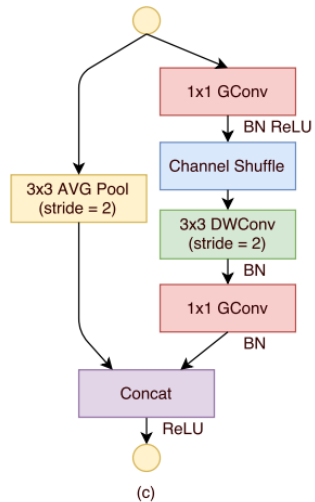 1x1 GConv
BN ReLU
Channel Shuffle
3x3 AVG Pool
(stride = 2)
3x3 DWConv
(stride = 2)
BN
1x1 GConv
BN
Concat
ReLU
(c)